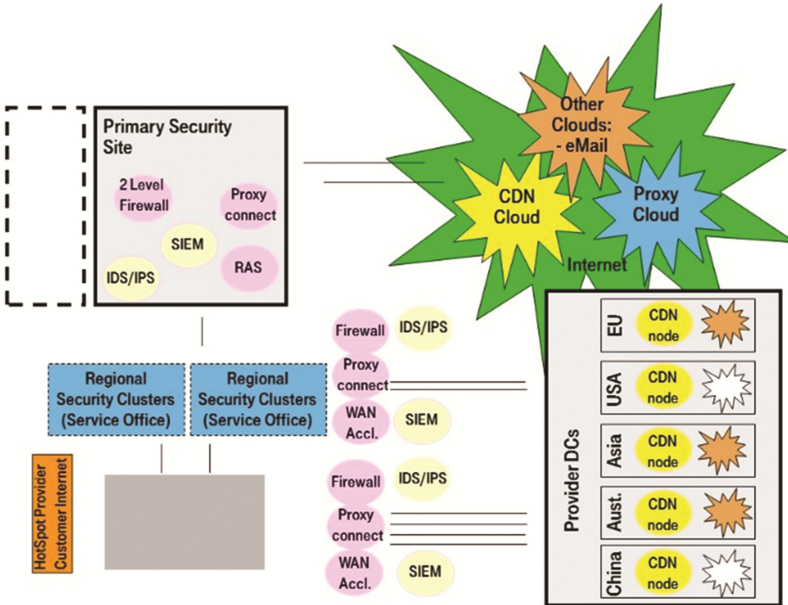 Primary Security
Site
2 Level
Firewall
Proxy
connect
SIEM
IDS/IPS
RAS
Other
Clouds:
- eMail
CDN
Cloud
Proxy
Cloud
Internet
Regional
Security Clusters
(Service Office)
Regional
Security Clusters
(Service Office)
HotSpot Provider
Customer Internet
Firewall
IDS/IPS
Proxy
connect
WAN
Accl.
SIEM
Firewall
IDS/IPS
Proxy
connect
WAN
Accl.
SIEM
Provider DCs
EU
CDN
node
USA
CDN
node
Asia
CDN
node
Aust.
CDN
node
China
CDN
node